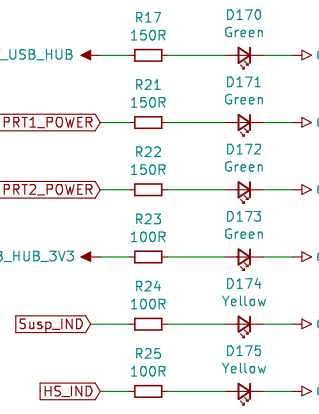 R17 D170
150R Green
_USB_HUB
R21 D171
150R Green
PRT1_POWER
R22 D172
150R Green
PRT2_POWER
R23 D173
100R Green
_HUB_3V3
R24 D174
100R Yellow
Susp_IND
R25 D175
100R Yellow
HS_IND